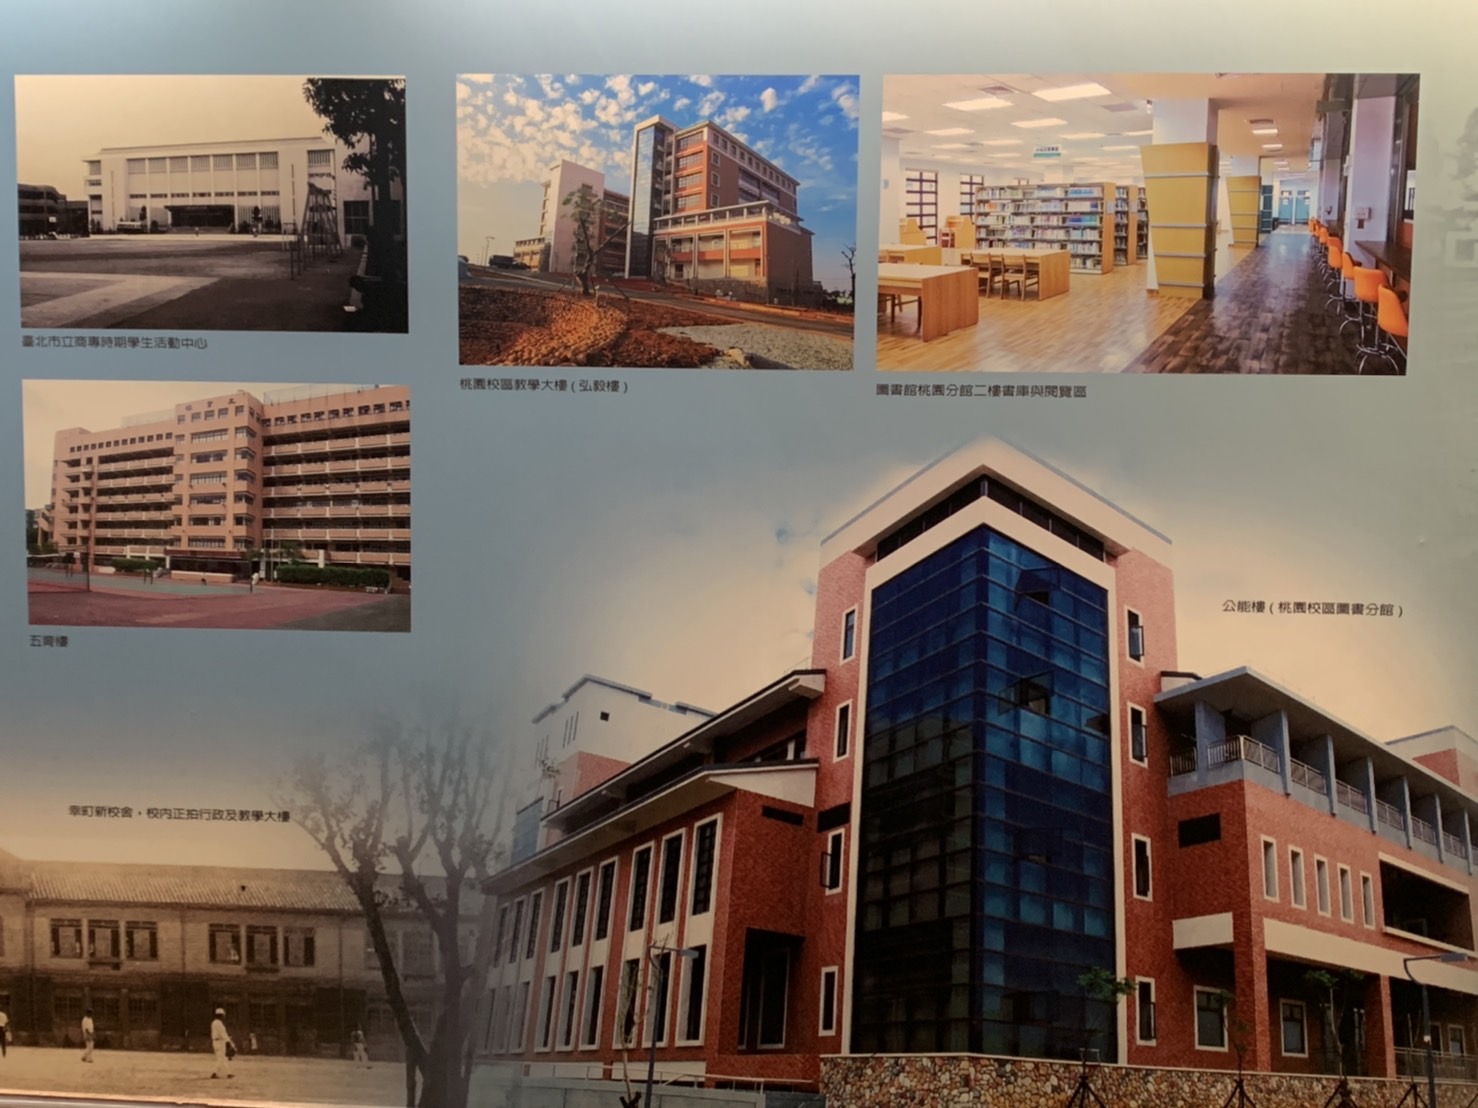 臺北市立商專時期學生活動中心
桃園校區教學大樓(弘毅樓)
圖書館桃園分館二樓書庫與閱覽區
五育樓
公能樓(桃園校區圖書分館)
幸町新校舍,校內正拍行政及教學大樓